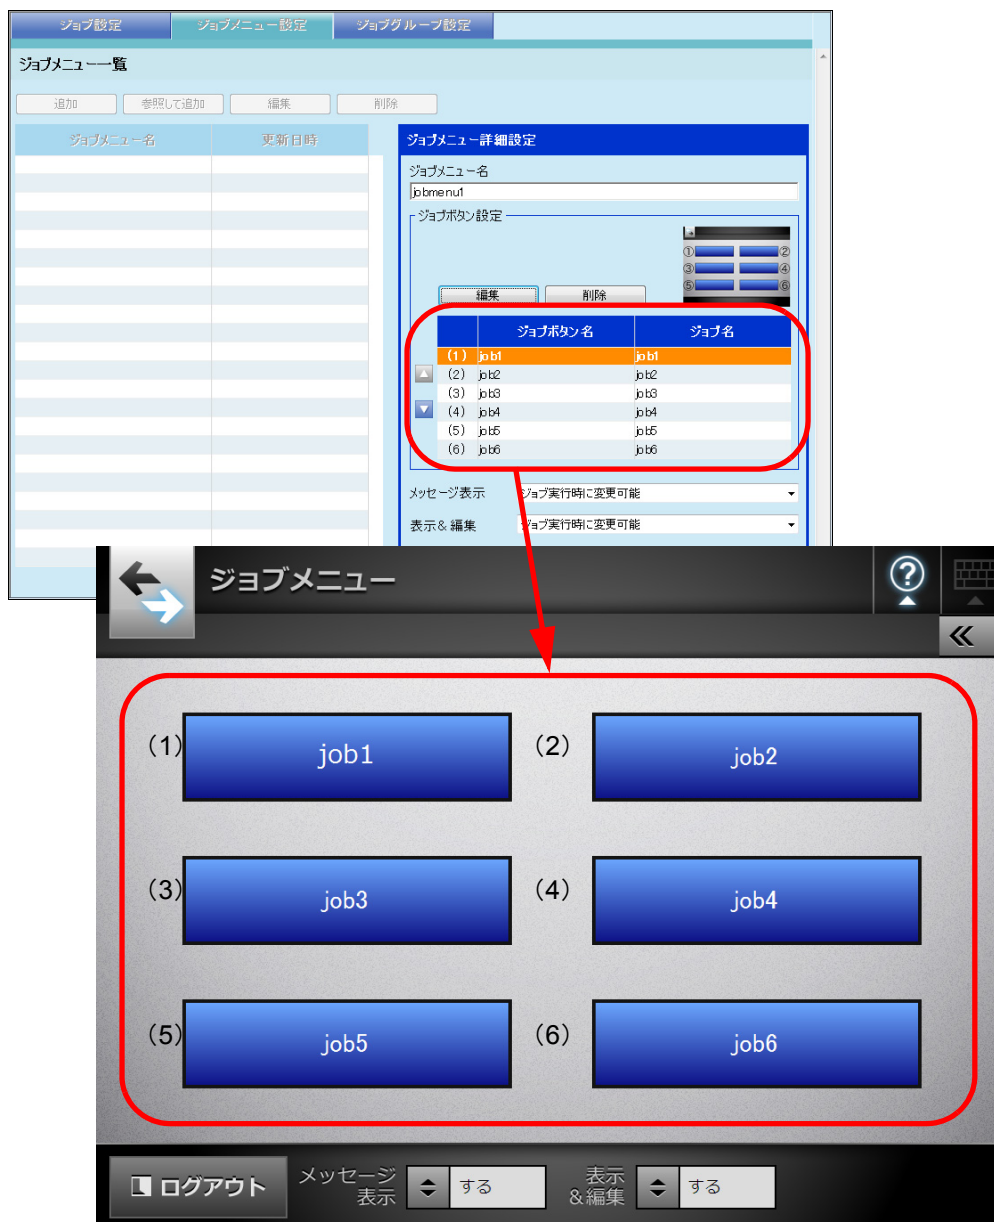 ジョブ設定 ジョブメニュー設定 ジョブグループ設定
ジョブメニュー一覧
追加 参照して追加 編集 削除
ジョブメニュー名 更新日時
ジョブメニュー詳細設定
ジョブメニュー名
jobmenu1
ジョブボタン設定
① ②
③ ④
⑤ ⑥
編集 削除
ジョブボタン名 ジョブ名
(1) job1 job1
(2) job2 job2
(3) job3 job3
(4) job4 job4
(5) job5 job5
(6) job6 job6
メッセージ表示 ジョブ実行時に変更可能
表示& 編集 ジョブ実行時に変更可能
ジョブメニュー
?
(1) job1 (2) job2
(3) job3 (4) job4
(5) job5 (6) job6
ログアウト
メッセージ
表示
する
表示
&編集
する